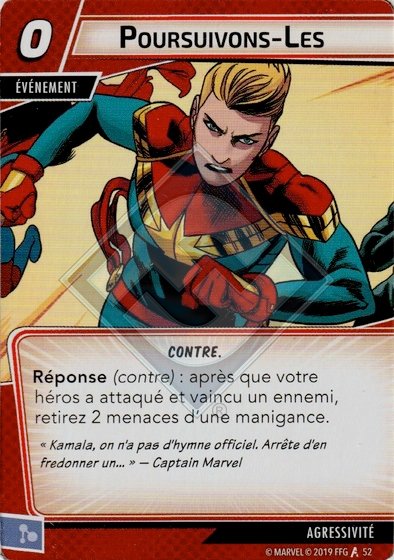 0
POURSUIVONS-LES
ÉVÉNEMENT
CONTRE.
Réponse (contre) : après que votre
héros a attaqué et vaincu un ennemi,
retirez 2 menaces d'une manigance.
« Kamala, on n'a pas d'hymne officiel. Arrête d'en
fredonner un... » — Captain Marvel
AGRESSIVITÉ
© MARVEL © 2019 FFG 52